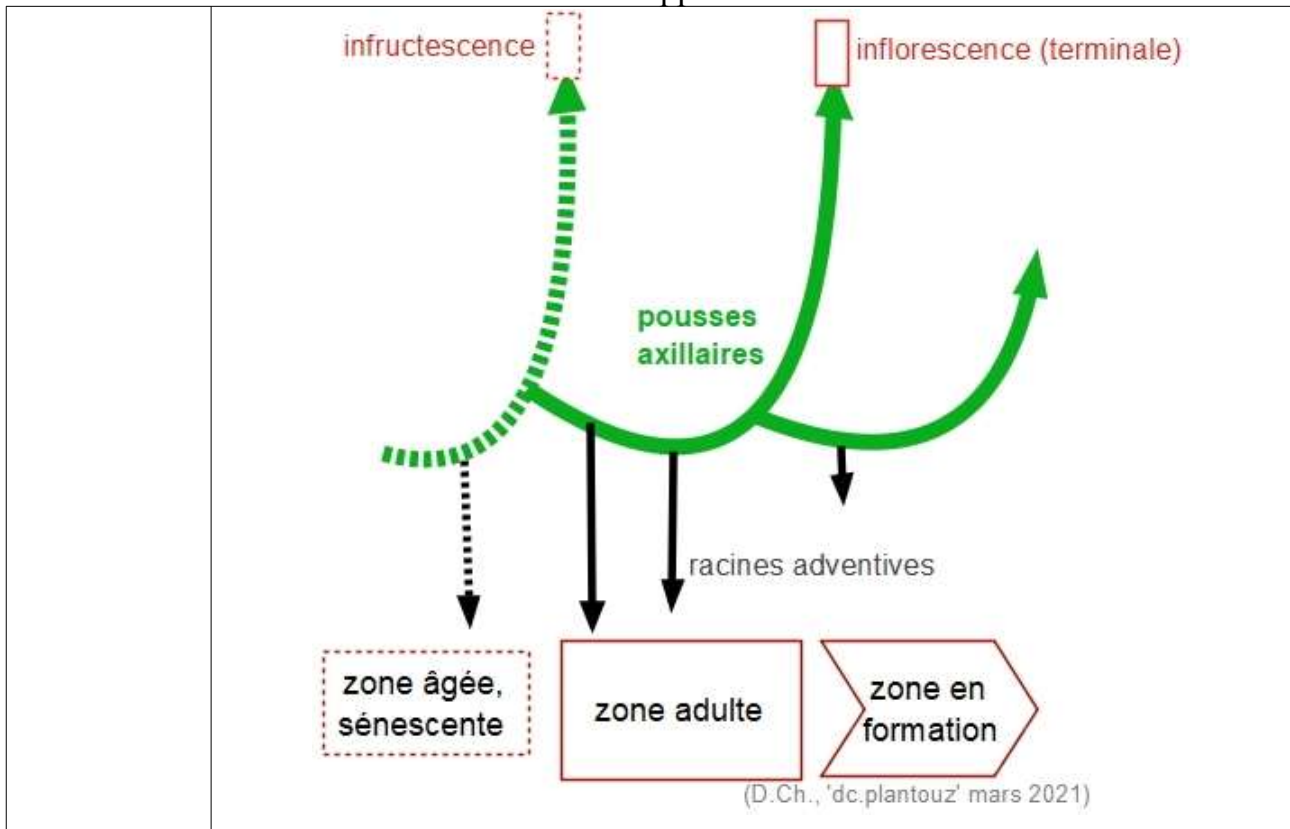 infructescence
inflorescence (terminale)
pousses
axillaires
racines adventives
zone âgée,
sénescente
zone adulte
zone en
formation
(D.Ch., 'dc.plantouz' mars 2021)